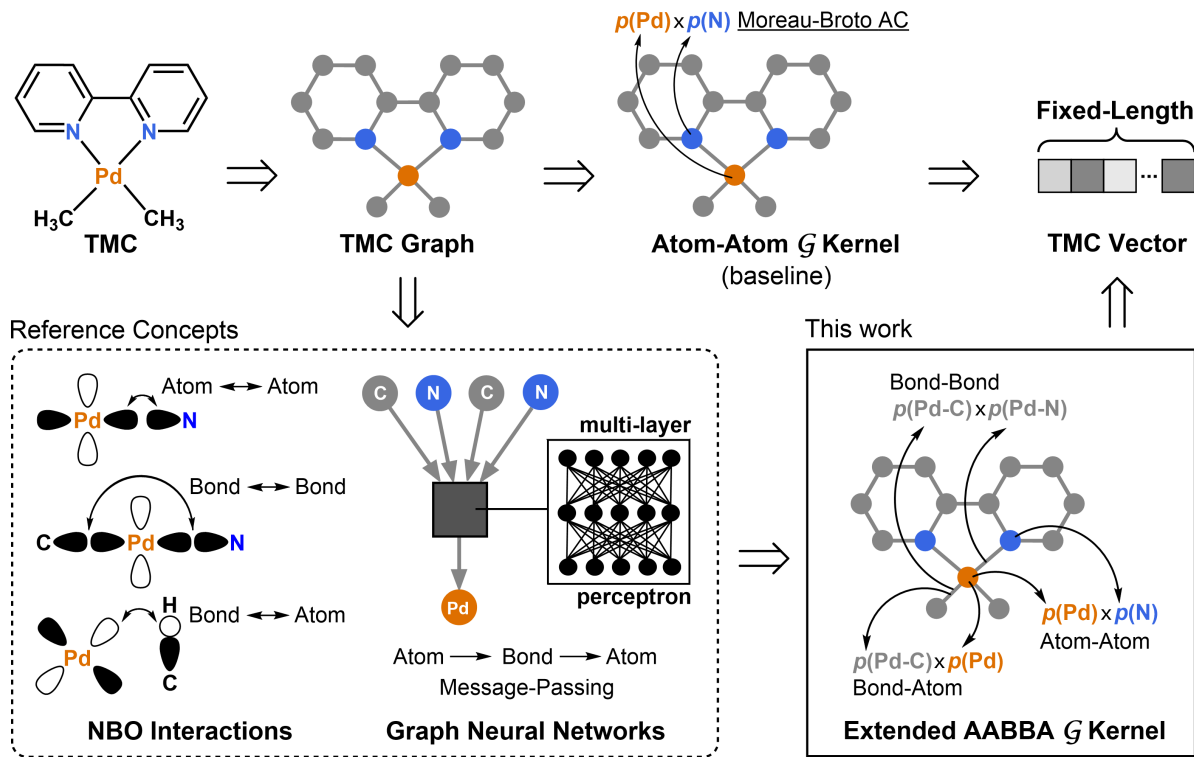 p(Pd) x p(N) Moreau-Broto AC
N N
Pd
H3C CH3
TMC
TMC Graph
Atom-Atom 𝒢 Kernel
(baseline)
Fixed-Length
...
TMC Vector
Reference Concepts
Atom ⟷ Atom
Pd N
Bond ⟷ Bond
C Pd N
H
Bond ⟷ Atom
Pd
C
NBO Interactions
C N C N
multi-layer
perceptron
Pd
Atom ⟶ Bond ⟶ Atom
Message-Passing
Graph Neural Networks
This work
Bond-Bond
p(Pd-C) x p(Pd-N)
p(Pd) x p(N)
Atom-Atom
p(Pd-C) x p(Pd)
Bond-Atom
Extended AABBA 𝒢 Kernel